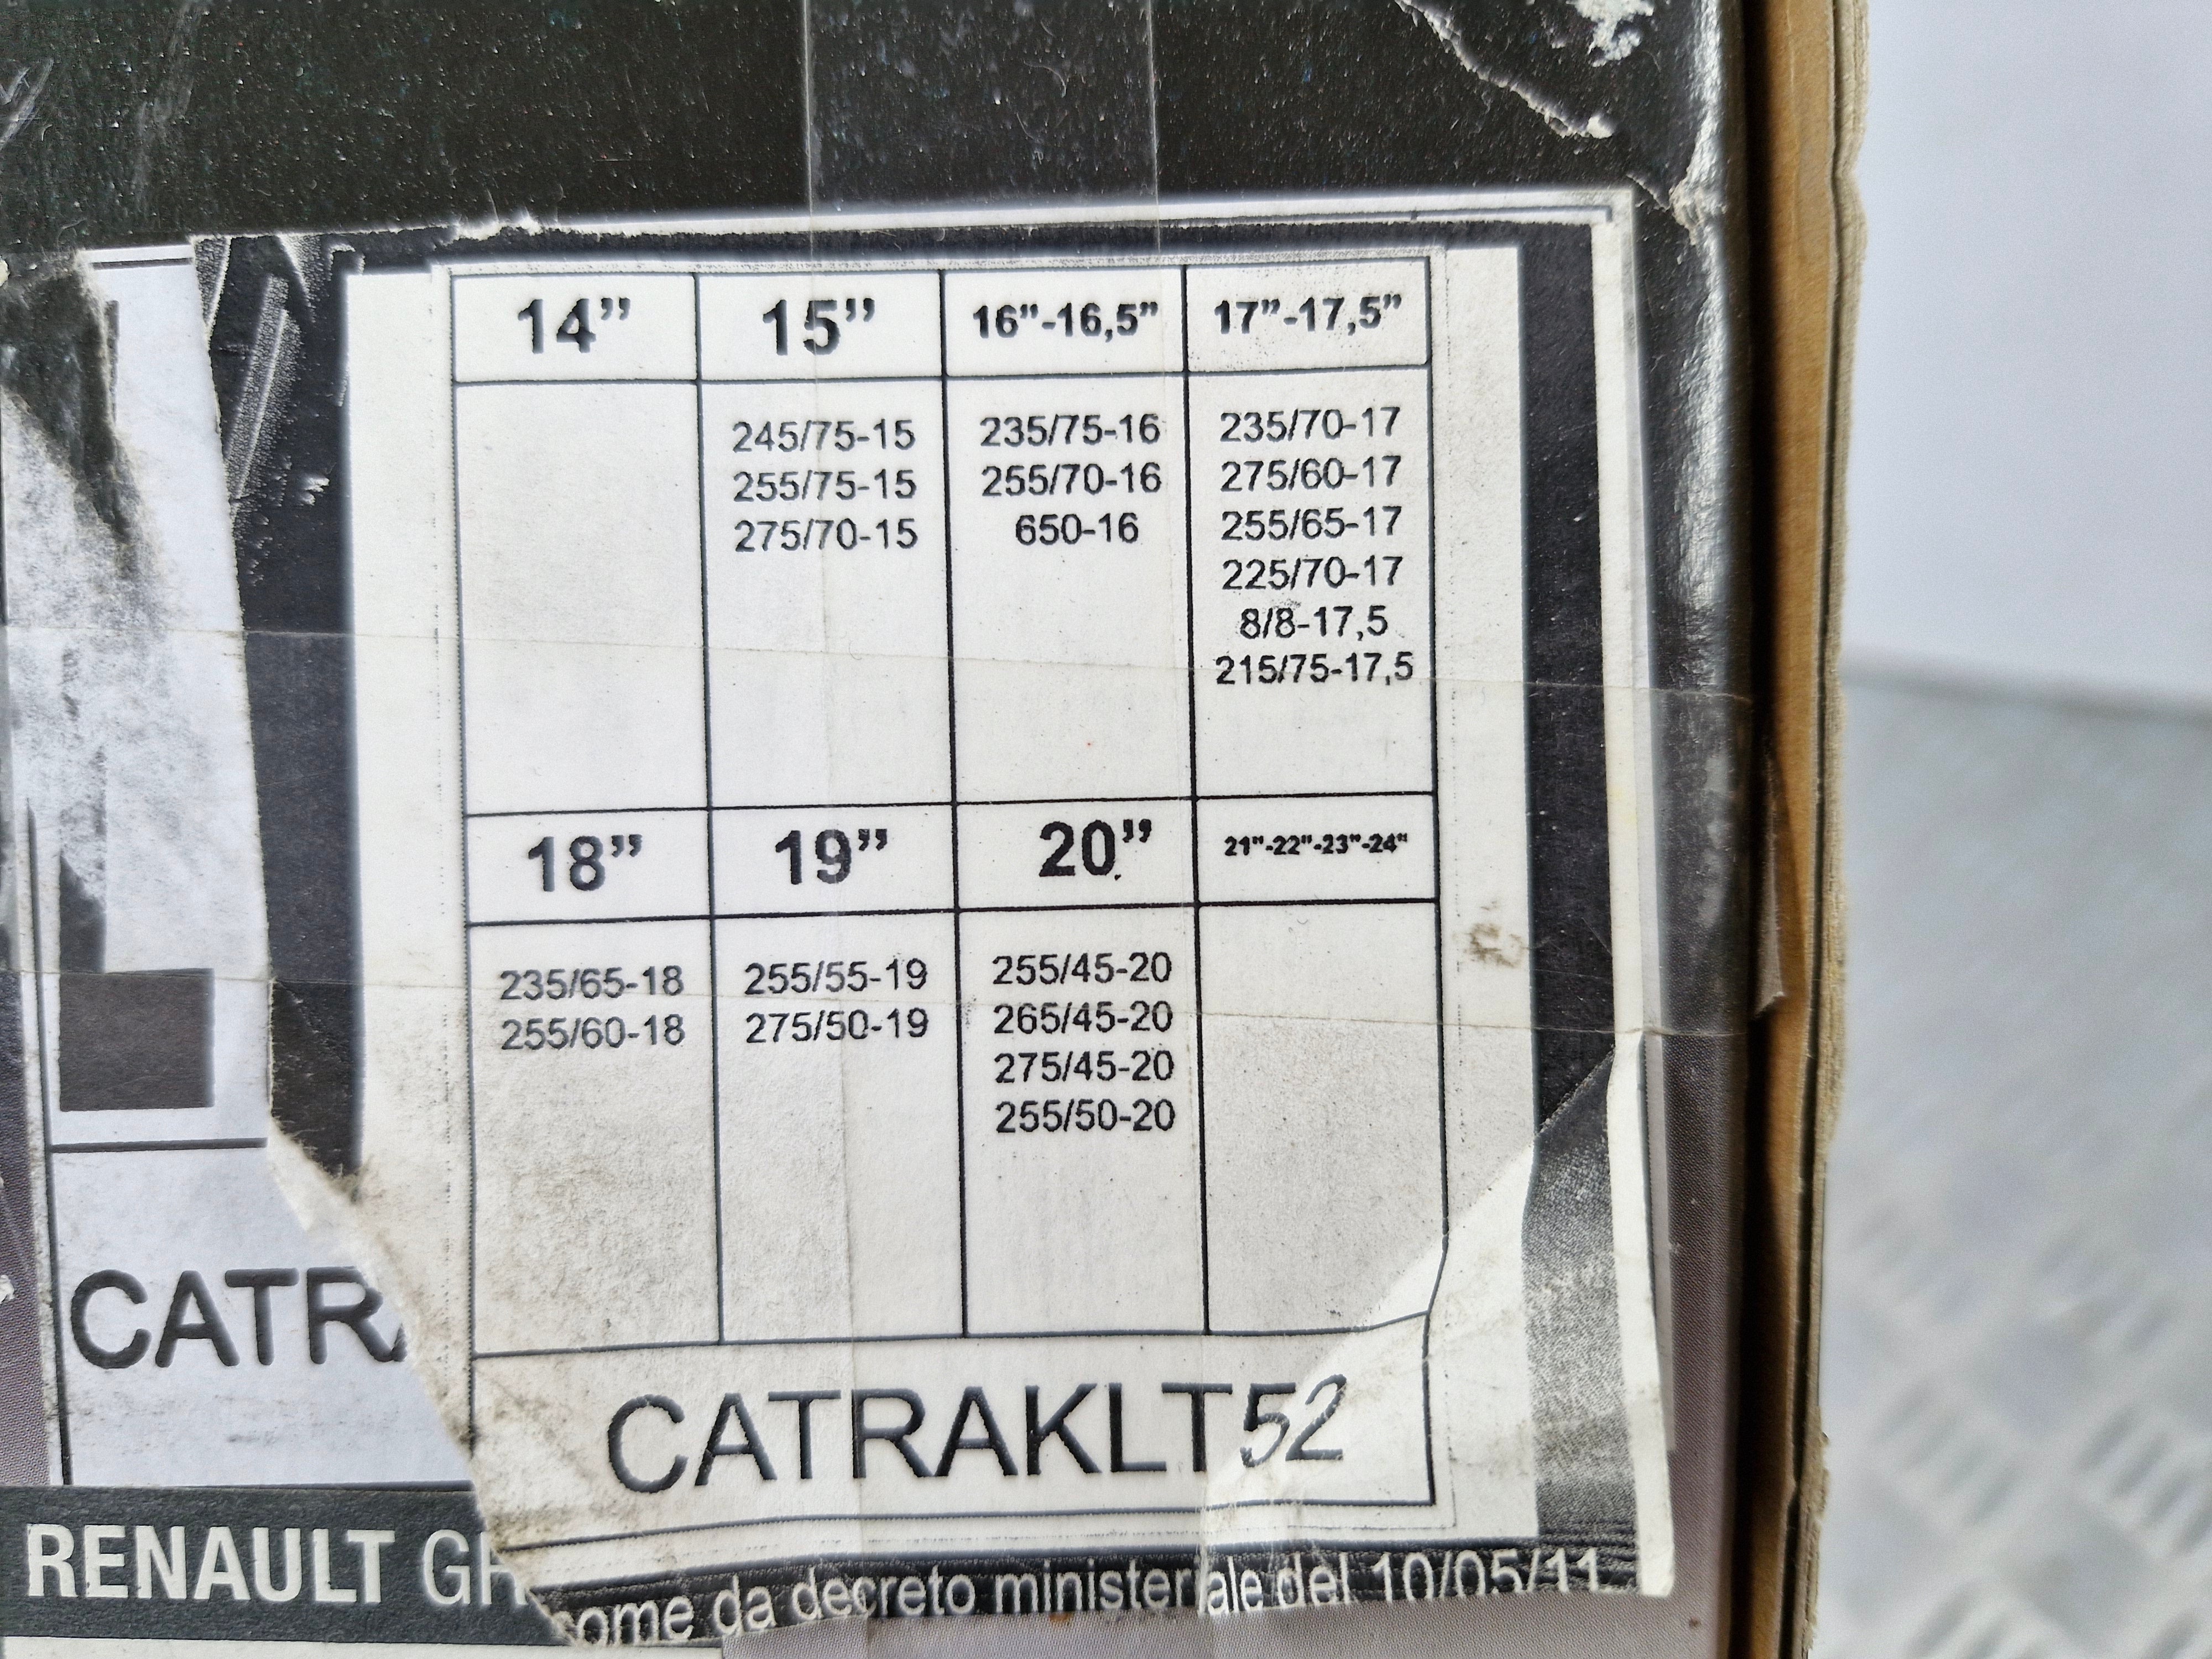 14” 15” 16”-16,5” 17”-17,5”
245/75-15 235/75-16 235/70-17
255/75-15 255/70-16 275/60-17
275/70-15 650-16 255/65-17
225/70-17
8/8-17,5
215/75-17,5
18” 19” 20” 21"-22"-23"-24"
235/65-18 255/55-19 255/45-20
255/60-18 275/50-19 265/45-20
275/45-20
255/50-20
CATRAKLT52
RENAULT
come da decreto ministeriale del 10/05/11